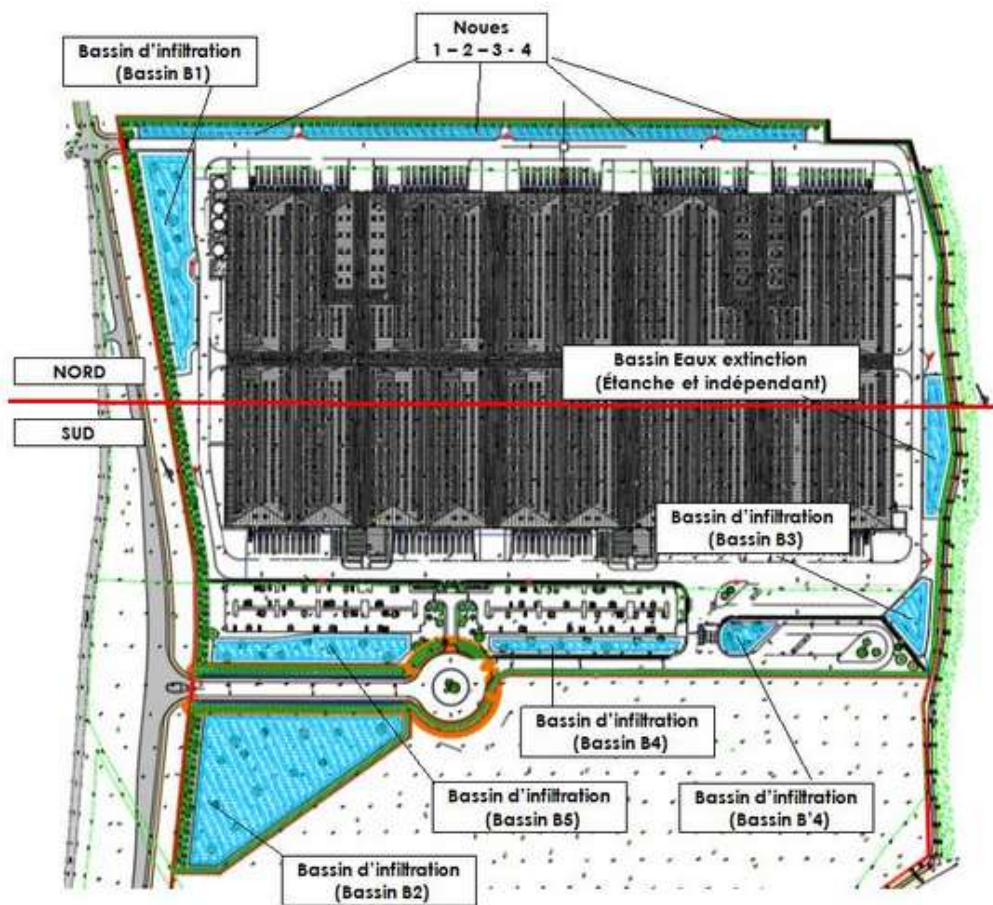 Noues
1 – 2 – 3 - 4
Bassin d'infiltration
(Bassin B1)
Bassin Eaux extinction
(Étanche et indépendant)
NORD
SUD
Bassin d'infiltration
(Bassin B3)
Bassin d'infiltration
(Bassin B4)
Bassin d'infiltration
(Bassin B5)
Bassin d'infiltration
(Bassin B'4)
Bassin d'infiltration
(Bassin B2)